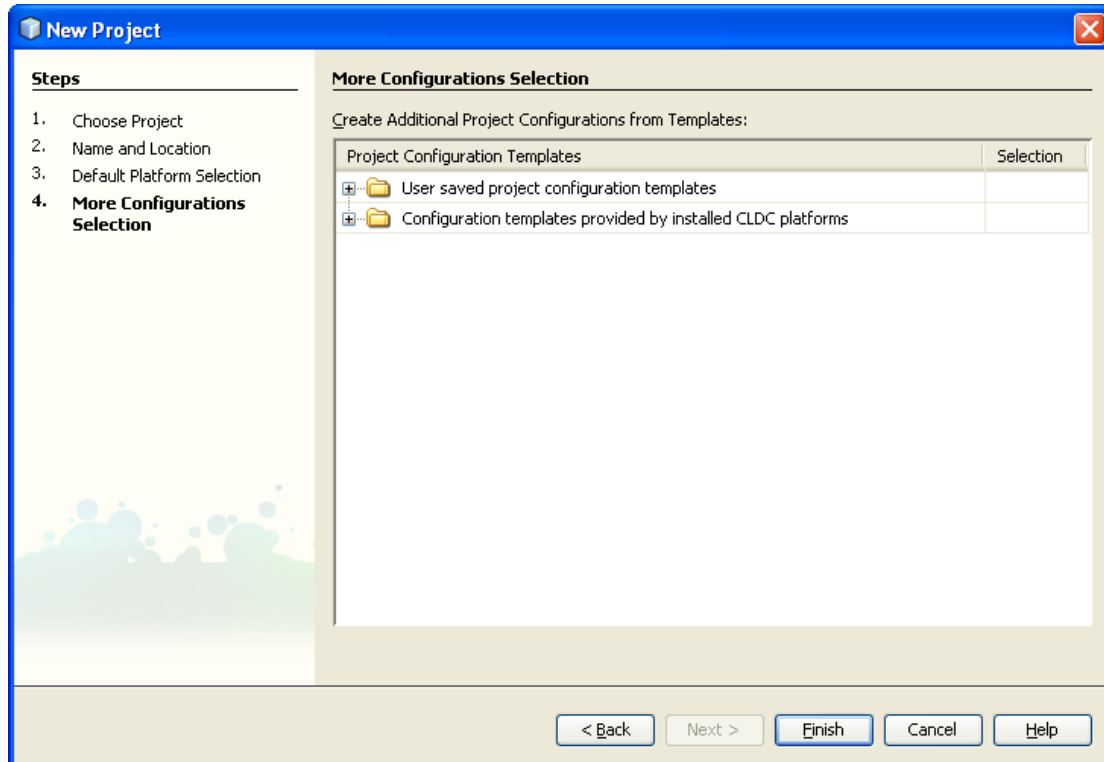 New Project
Steps
1. Choose Project
2. Name and Location
3. Default Platform Selection
4. More Configurations
Selection
More Configurations Selection
Create Additional Project Configurations from Templates:
Project Configuration Templates Selection
User saved project configuration templates
Configuration templates provided by installed CLDC platforms
< Back Next > Finish Cancel Help